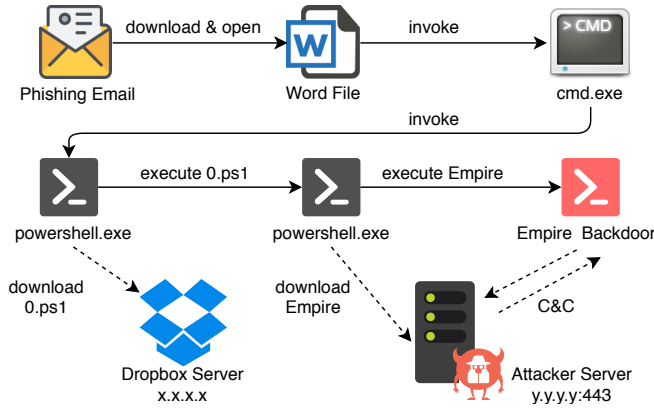 download & open
invoke
> CMD
W
Phishing Email
Word File
cmd.exe
invoke
execute 0.ps1
execute Empire
powershell.exe
powershell.exe
Empire Backdoor
download
0.ps1
download
Empire
C&C
Dropbox Server
x.x.x.x
Attacker Server
y.y.y.y:443